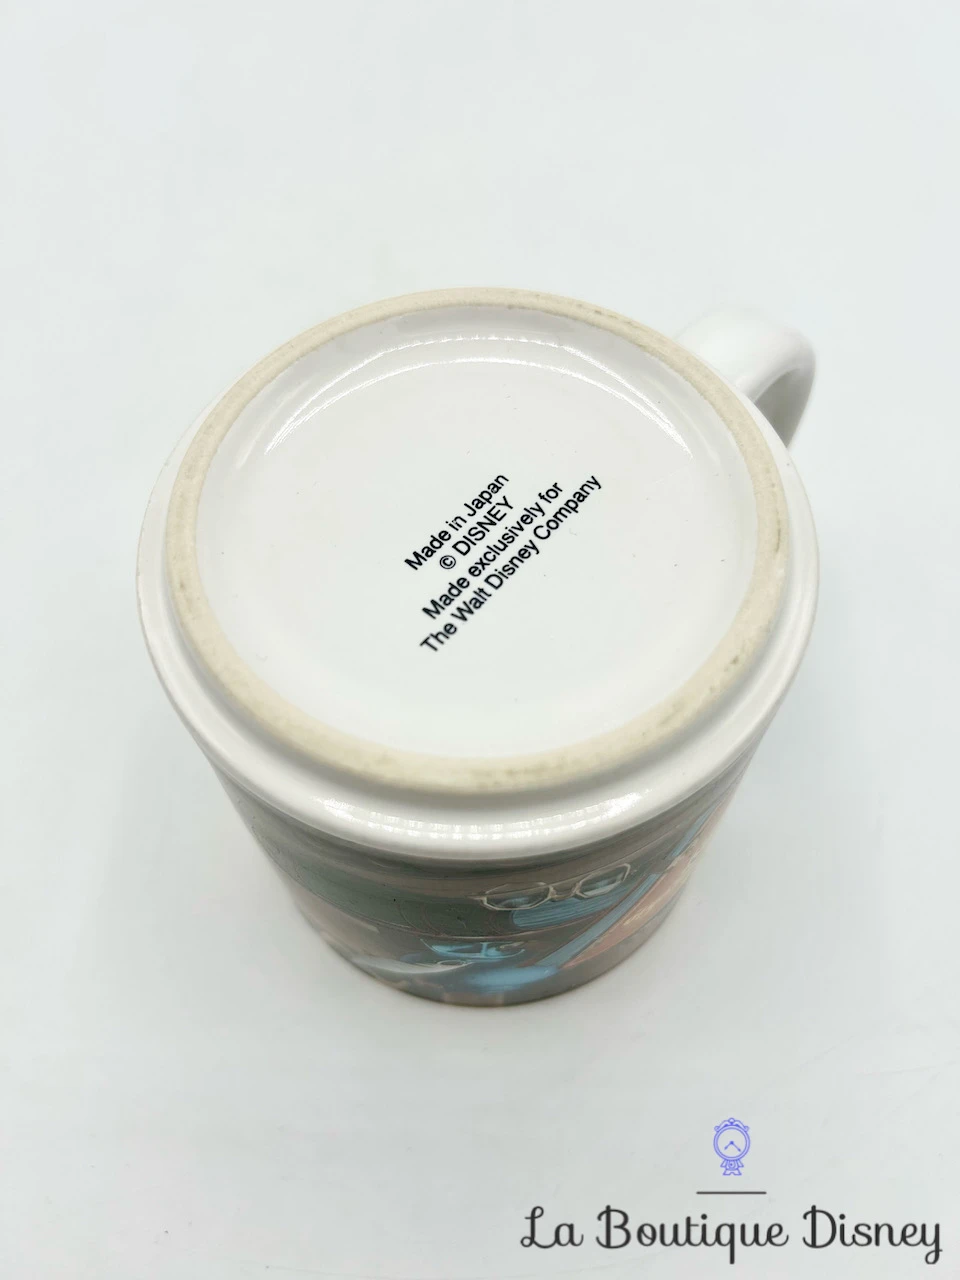 Made in Japan
© DISNEY
Made exclusively for
The Walt Disney Company
La Boutique Disney